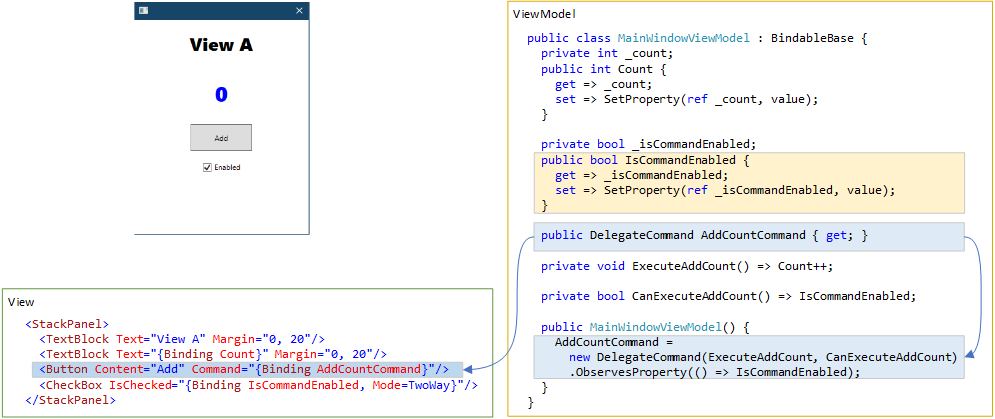 View A
0
Add
Enabled
View
<StackPanel>
<TextBlock Text="View A" Margin="0, 20"/>
<TextBlock Text="{Binding Count}" Margin="0, 20"/>
<Button Content="Add" Command="{Binding AddCountCommand}"/>
<CheckBox IsChecked="{Binding IsCommandEnabled, Mode=TwoWay}"/>
</StackPanel>
ViewModel
public class MainWindowViewModel : BindableBase {
private int _count;
public int Count {
get => _count;
set => SetProperty(ref _count, value);
}
private bool _isCommandEnabled;
public bool IsCommandEnabled {
get => _isCommandEnabled;
set => SetProperty(ref _isCommandEnabled, value);
}
public DelegateCommand AddCountCommand { get; }
private void ExecuteAddCount() => Count++;
private bool CanExecuteAddCount() => IsCommandEnabled;
public MainWindowViewModel() {
AddCountCommand =
new DelegateCommand(ExecuteAddCount, CanExecuteAddCount)
.ObservesProperty(() => IsCommandEnabled);
}
}